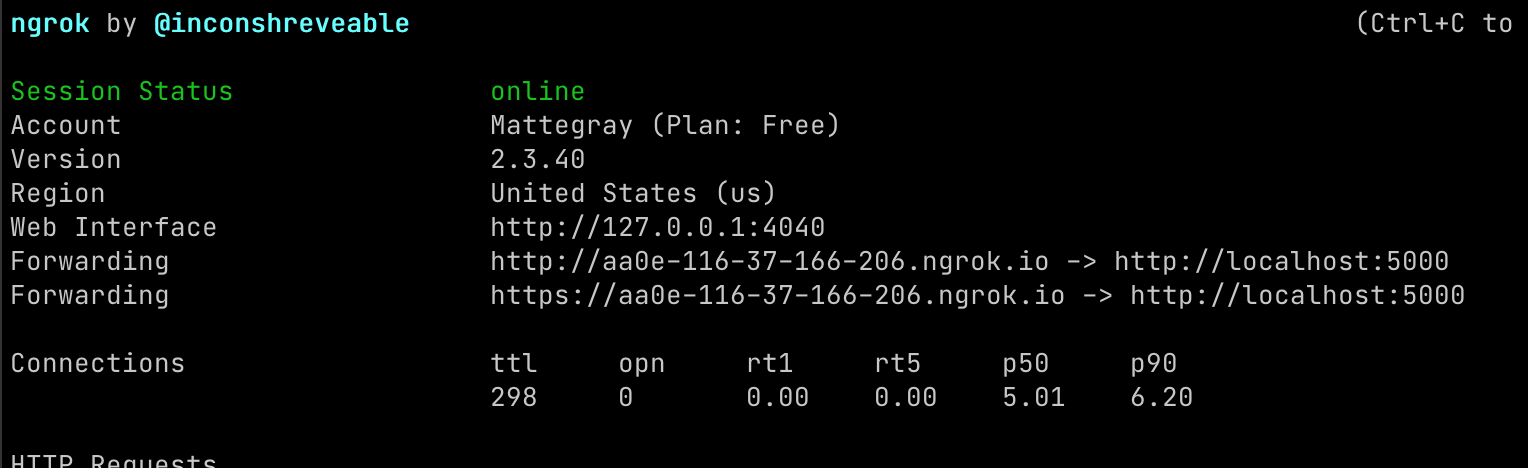 ngrok by @inconshreveable (Ctrl+C to
Session Status online
Account Mattegray (Plan: Free)
Version 2.3.40
Region United States (us)
Web Interface http://127.0.0.1:4040
Forwarding http://aa0e-116-37-166-206.ngrok.io -> http://localhost:5000
Forwarding https://aa0e-116-37-166-206.ngrok.io -> http://localhost:5000
Connections ttl opn rt1 rt5 p50 p90
298 0 0.00 0.00 5.01 6.20
HTTP Requests